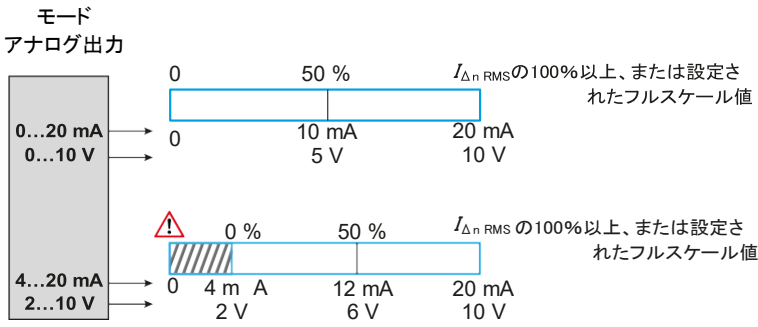 モード
アナログ出力
0 50 % IΔn RMSの100%以上、または設定さ
れたフルスケール値
0...20 mA 0 10 mA 20 mA
0...10 V 5 V 10 V
0 % 50 % IΔn RMS の100%以上、または設定さ
れたフルスケール値
4...20 mA 0 4 m A 12 mA 20 mA
2...10 V 2 V 6 V 10 V